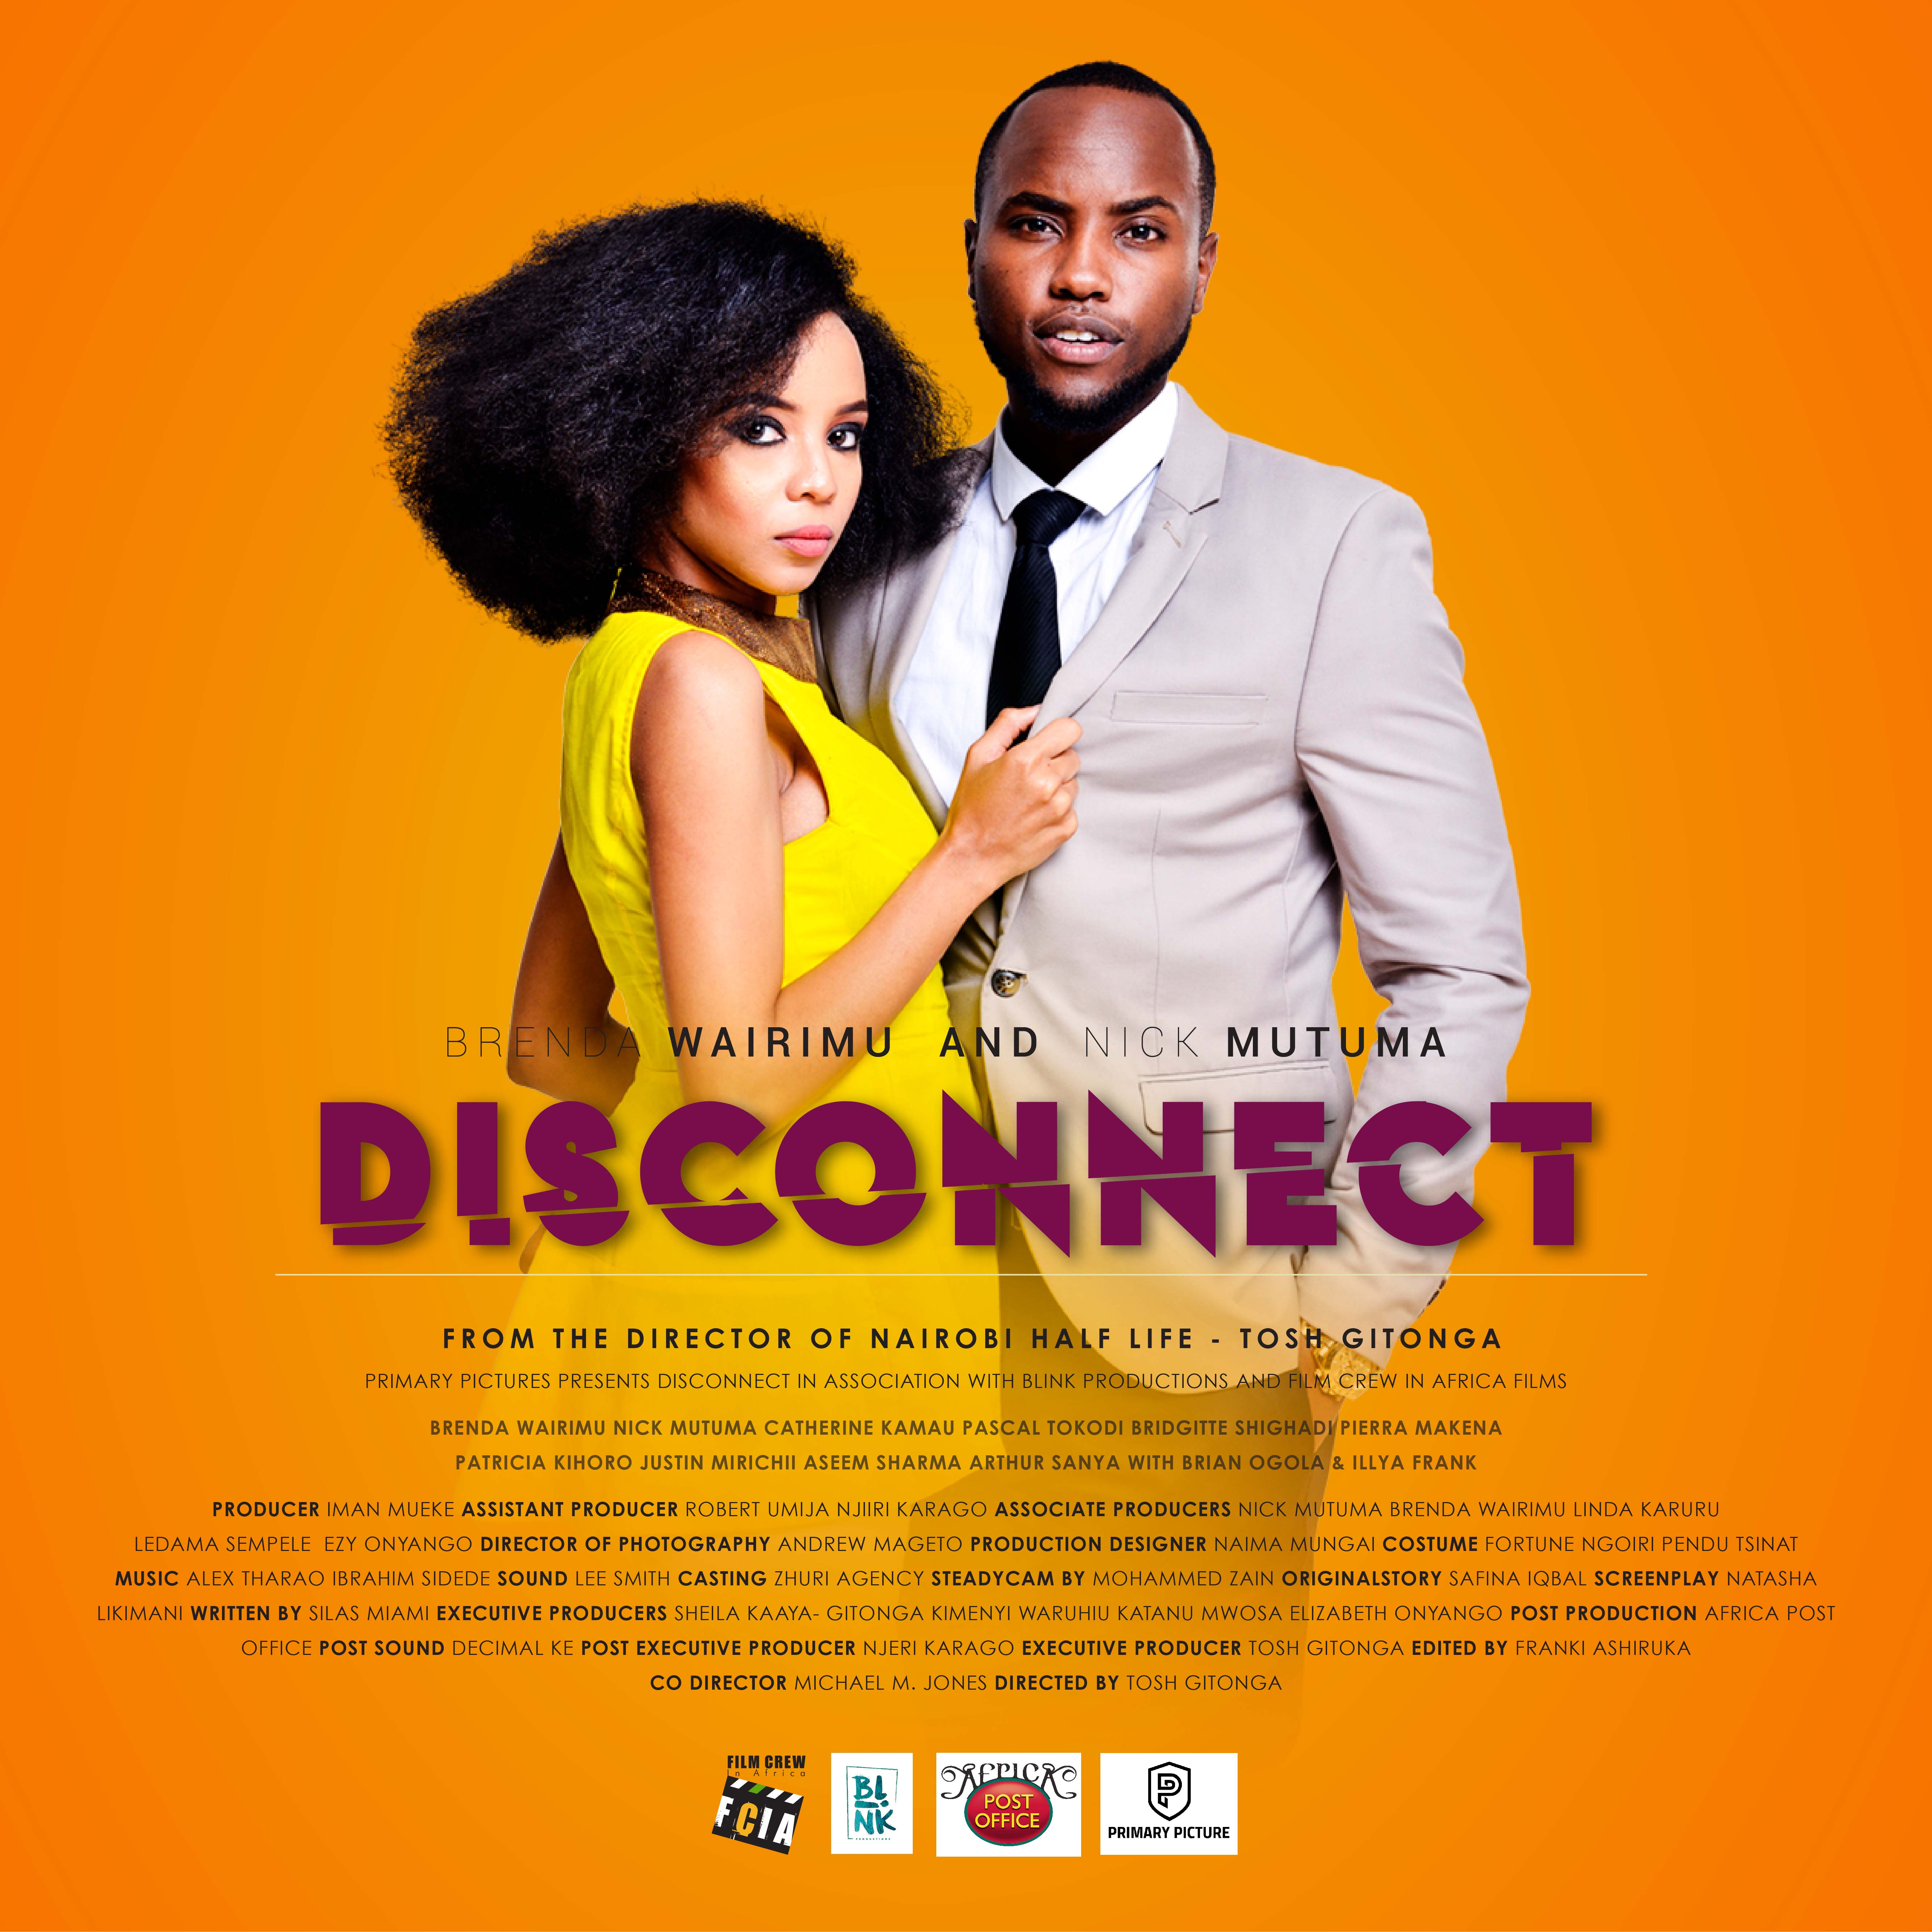 BRENDA WAIRIMU AND NICK MUTUMA
DISCONNECT
FROM THE DIRECTOR OF NAIROBI HALF LIFE - TOSH GITONGA
PRIMARY PICTURES PRESENTS DISCONNECT IN ASSOCIATION WITH BLINK PRODUCTIONS AND FILM CREW IN AFRICA FILMS
BRENDA WAIRIMU NICK MUTUMA CATHERINE KAMAU PASCAL TOKODI BRIDGITTE SHIGHADI PIERRA MAKENA
PATRICIA KIHORO JUSTIN MIRICHII ASEEM SHARMA ARTHUR SANYA WITH BRIAN OGOLA & ILLYA FRANK
PRODUCER IMAN MUEKE ASSISTANT PRODUCER ROBERT UMIJA NJIIRI KARAGO ASSOCIATE PRODUCERS NICK MUTUMA BRENDA WAIRIMU LINDA KARURU
LEDAMA SEMPELE EZY ONYANGO DIRECTOR OF PHOTOGRAPHY ANDREW MAGETO PRODUCTION DESIGNER NAIMA MUNGAI COSTUME FORTUNE NGOIRI PENDU TSINAT
MUSIC ALEX THARAO IBRAHIM SIDEDE SOUND LEE SMITH CASTING ZHURI AGENCY STEADYCAM BY MOHAMMED ZAIN ORIGINALSTORY SAFINA IQBAL SCREENPLAY NATASHA
LIKIMANI WRITTEN BY SILAS MIAMI EXECUTIVE PRODUCERS SHEILA KAAYA- GITONGA KIMENYI WARUHIU KATANU MWOSA ELIZABETH ONYANGO POST PRODUCTION AFRICA POST
OFFICE POST SOUND DECIMAL KE POST EXECUTIVE PRODUCER NJERI KARAGO EXECUTIVE PRODUCER TOSH GITONGA EDITED BY FRANKI ASHIRUKA
CO DIRECTOR MICHAEL M. JONES DIRECTED BY TOSH GITONGA
FILM CREW
In Africa
FCIA
BLNK
PRODUCTIONS
AFRICA
POST
OFFICE
PRIMARY PICTURE